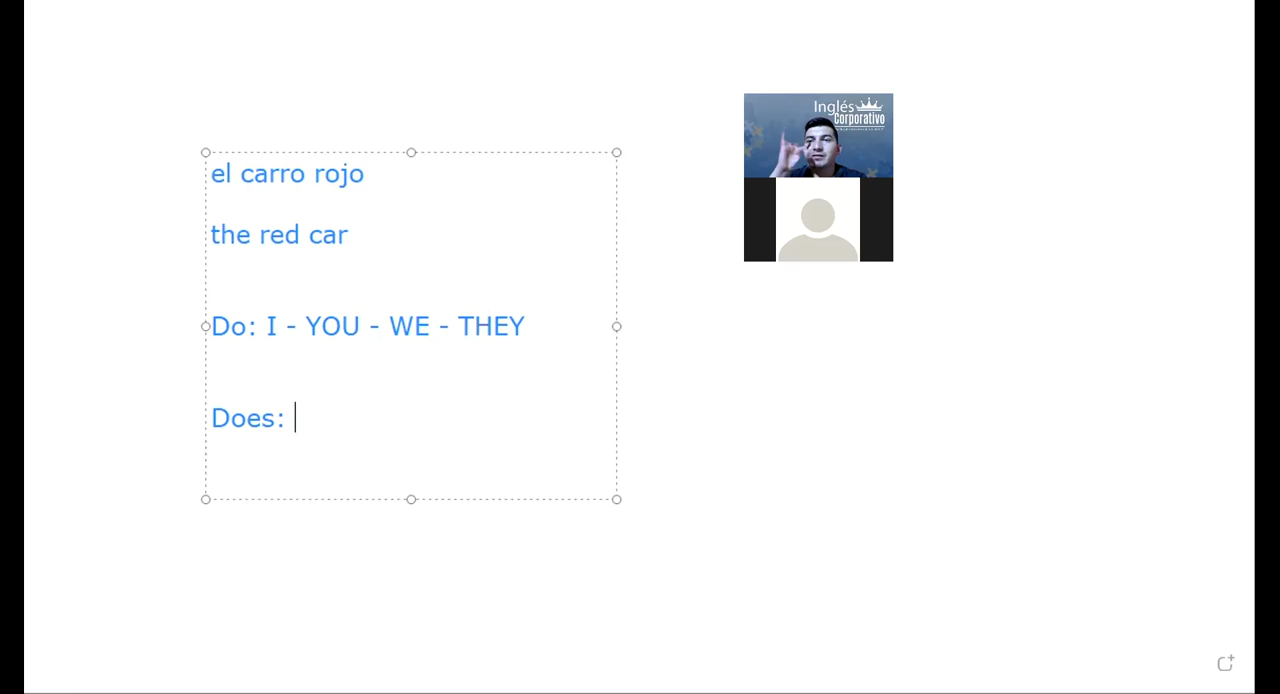 el carro rojo
the red car
Do: I - YOU - WE - THEY
Does:
Inglés
Corporativo